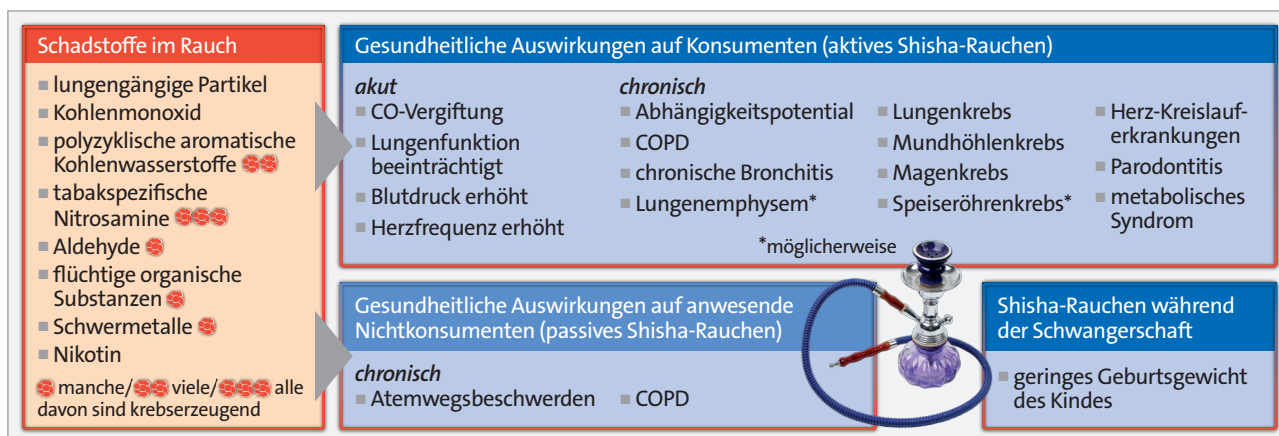 Schadstoffe im Rauch
lungengängige Partikel
Kohlenmonoxid
polyzyklische aromatische
Kohlenwasserstoffe
tabakspezifische
Nitrosamine
Aldehyde
flüchtige organische
Substanzen
Schwermetalle
Nikotin
manche/ viele/ alle
davon sind krebserzeugend
Gesundheitliche Auswirkungen auf Konsumenten (aktives Shisha-Rauchen)
akut
CO-Vergiftung
Lungenfunktion
beeinträchtigt
Blutdruck erhöht
Herzfrequenz erhöht
chronisch
Abhängigkeitspotential
COPD
chronische Bronchitis
Lungenemphysem*
Lungenkrebs
Mundhöhlenkrebs
Magenkrebs
Speiseröhrenkrebs*
Herz-Kreislauf-
erkrankungen
Parodontitis
metabolisches
Syndrom
*möglicherweise
Gesundheitliche Auswirkungen auf anwesende
Nichtkonsumenten (passives Shisha-Rauchen)
chronisch
Atemwegsbeschwerden
COPD
Shisha-Rauchen während
der Schwangerschaft
geringes Geburtsgewicht
des Kindes